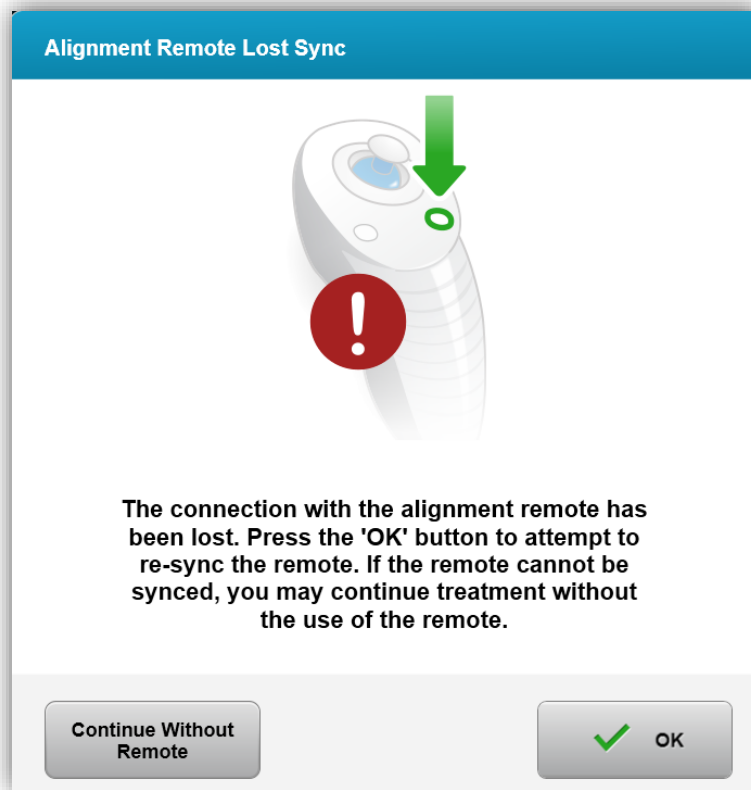 Alignment Remote Lost Sync
The connection with the alignment remote has
been lost. Press the 'OK' button to attempt to
re-sync the remote. If the remote cannot be
synced, you may continue treatment without
the use of the remote.
Continue Without
Remote
OK